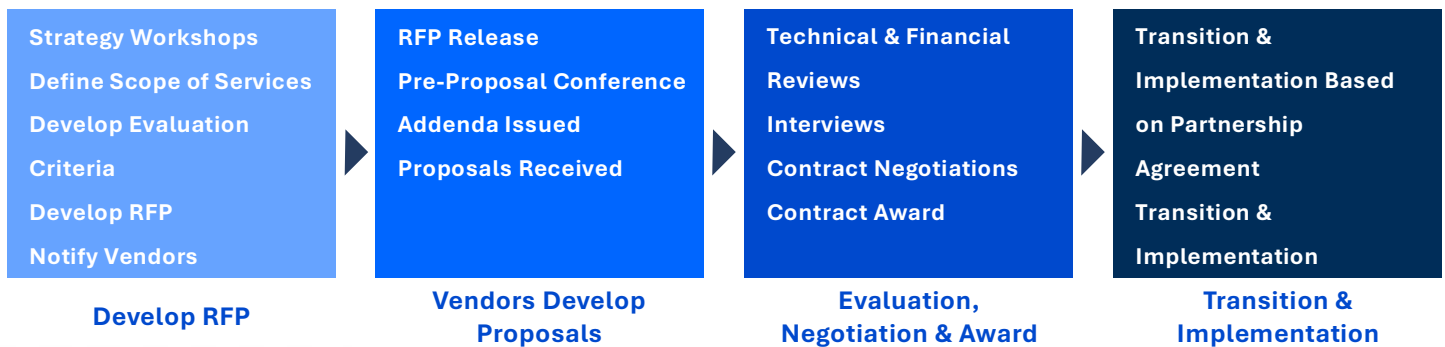 Strategy Workshops
Define Scope of Services
Develop Evaluation
Criteria
Develop RFP
Notify Vendors
Develop RFP
RFP Release
Pre-Proposal Conference
Addenda Issued
Proposals Received
Vendors Develop
Proposals
Technical & Financial
Reviews
Interviews
Contract Negotiations
Contract Award
Evaluation,
Negotiation & Award
Transition &
Implementation Based
on Partnership
Agreement
Transition &
Implementation
Transition &
Implementation